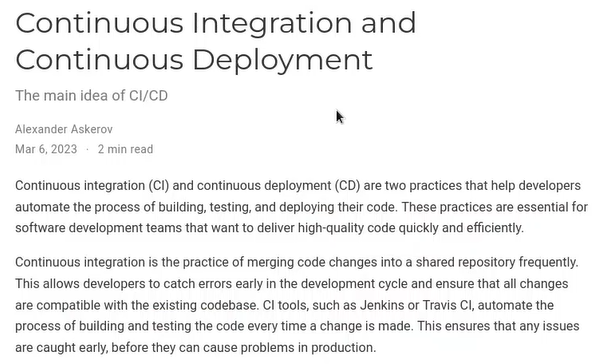 Continuous Integration and
Continuous Deployment
The main idea of CI/CD
Alexander Askerov
Mar 6, 2023 · 2 min read
Continuous integration (CI) and continuous deployment (CD) are two practices that help developers
automate the process of building, testing, and deploying their code. These practices are essential for
software development teams that want to deliver high-quality code quickly and efficiently.
Continuous integration is the practice of merging code changes into a shared repository frequently.
This allows developers to catch errors early in the development cycle and ensure that all changes
are compatible with the existing codebase. CI tools, such as Jenkins or Travis CI, automate the
process of building and testing the code every time a change is made. This ensures that any issues
are caught early, before they can cause problems in production.